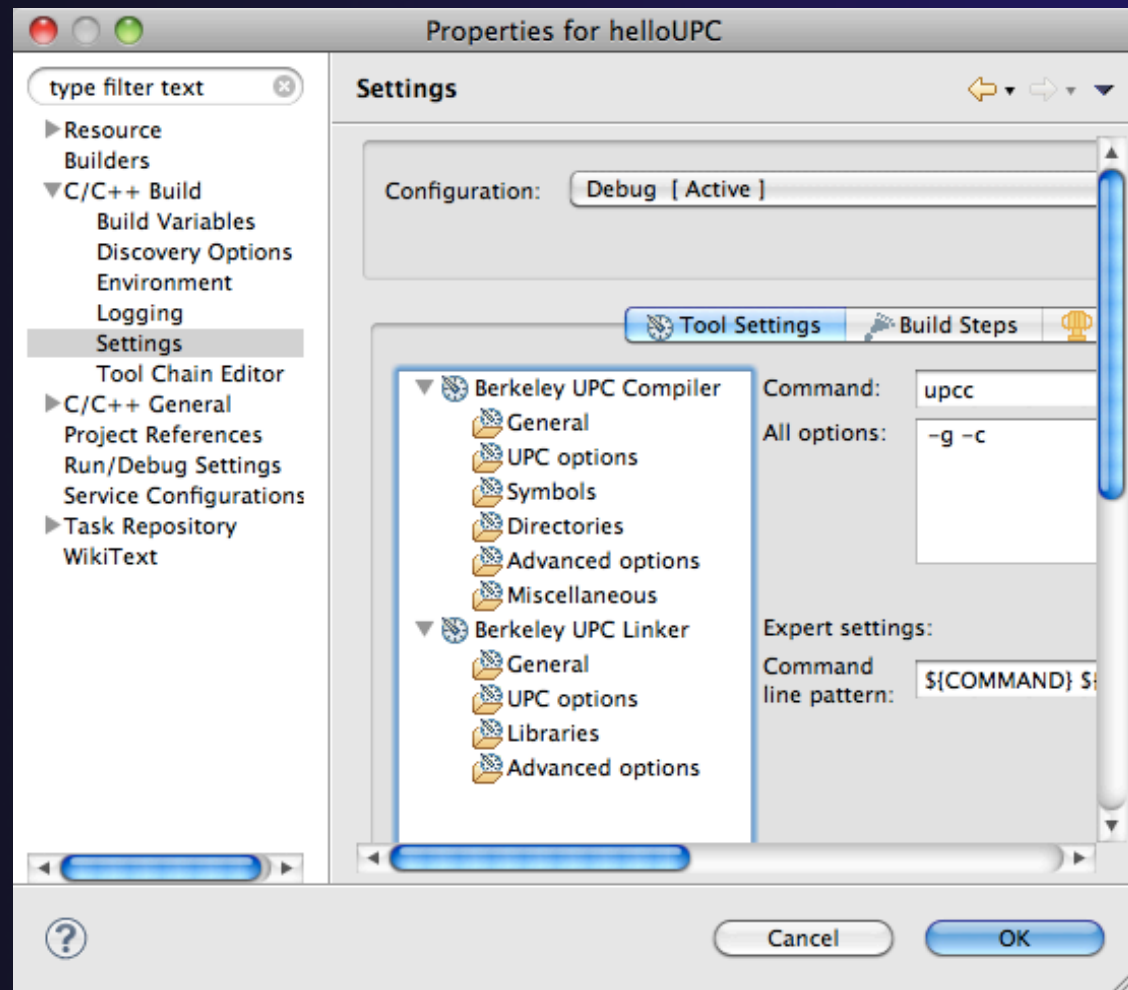 Properties for helloUPC
type filter text
Resource
Builders
C/C++ Build
Build Variables
Discovery Options
Environment
Logging
Settings
Tool Chain Editor
C/C++ General
Project References
Run/Debug Settings
Service Configurations
Task Repository
WikiText
Settings
Configuration:
Debug [ Active ]
Tool Settings
Build Steps
Berkeley UPC Compiler
General
UPC options
Symbols
Directories
Advanced options
Miscellaneous
Berkeley UPC Linker
General
UPC options
Libraries
Advanced options
Command:
upcc
All options:
-g -c
Expert settings:
Command
line pattern:
${COMMAND} ${
?
Cancel
OK